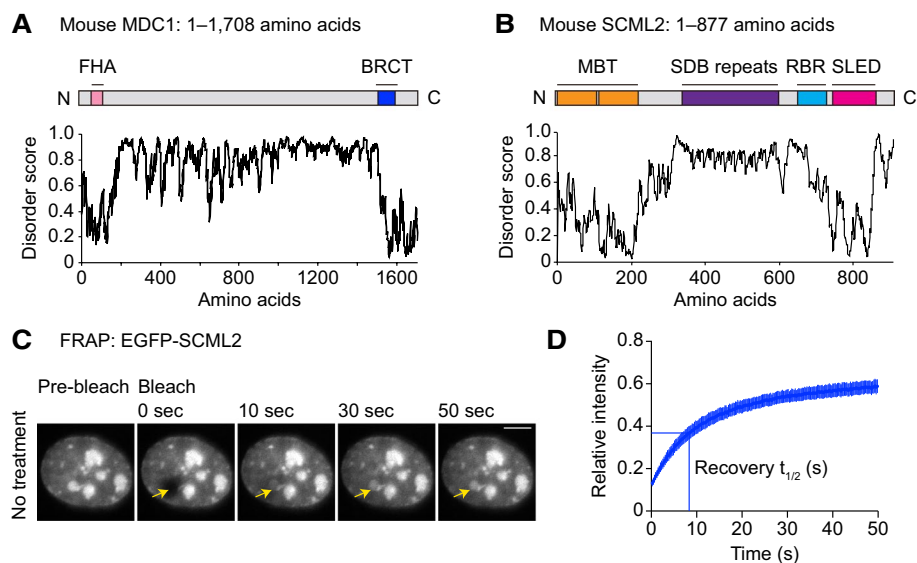 A Mouse MDC1: 1–1,708 amino acids
FHA BRCT
N C
Disorder score
1.0
0.8
0.6
0.4
0.2
0
0 400 800 1200 1600
Amino acids
B Mouse SCML2: 1–877 amino acids
MBT SDB repeats RBR SLED
N C
Disorder score
1.0
0.8
0.6
0.4
0.2
0
0 200 400 600 800
Amino acids
C FRAP: EGFP-SCML2
Pre-bleach Bleach
0 sec 10 sec 30 sec 50 sec
No treatment
D
Relative intensity
0.8
0.6
0.4
0.2
0
Recovery t1/2 (s)
0 10 20 30 40 50
Time (s)